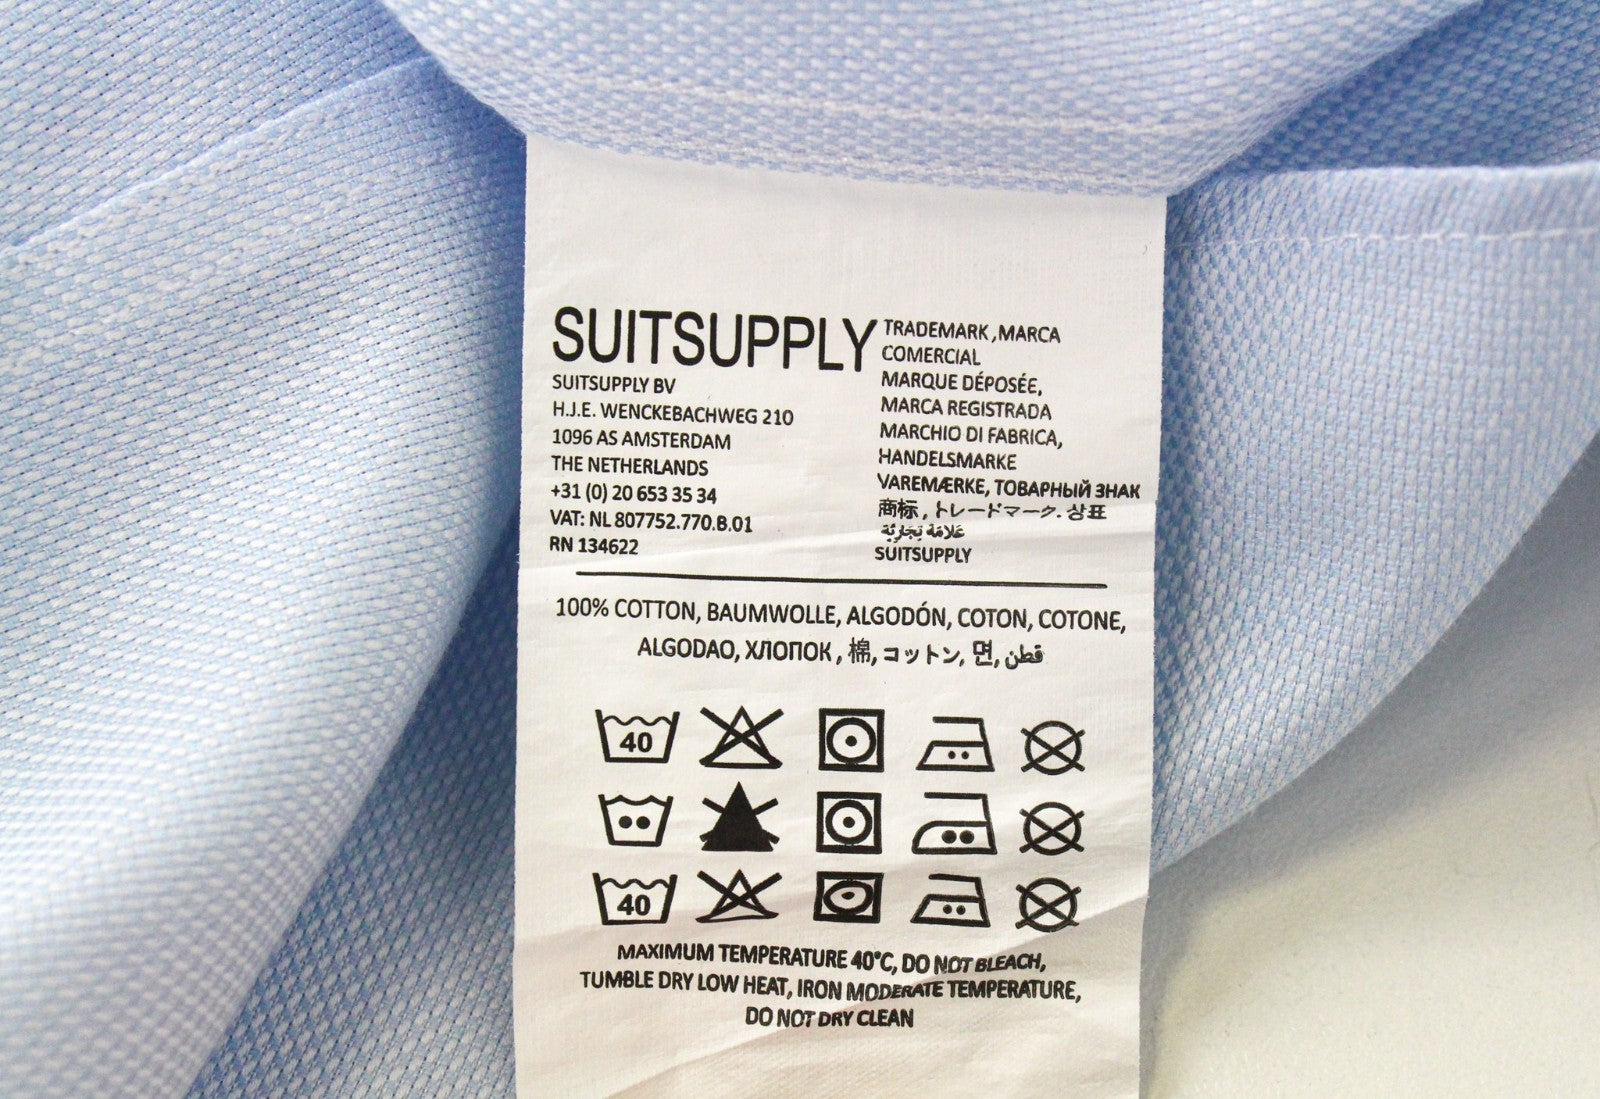 SUITSUPPLY
SUITSUPPLY BV
H.J.E. WENCKEBACHWEG 210
1096 AS AMSTERDAM
THE NETHERLANDS
+31 (0) 20 653 35 34
VAT: NL 807752.770.B.01
RN 134622
TRADEMARK ,MARCA
COMERCIAL
MARQUE DÉPOSÉE,
MARCA REGISTRADA
MARCHIO DI FABRICA,
HANDELSMARKE
VAREMÆRKE, ТОВАРНЫЙ ЗНАК
商标 , トレードマーク. 상표
علامة تجارية
SUITSUPPLY
100% COTTON, BAUMWOLLE, ALGODÓN, COTON, COTONE,
ALGODAO, ХЛОПОК , 棉, コットン, 면, قطن
40
40
MAXIMUM TEMPERATURE 40°C, DO NOT BLEACH,
TUMBLE DRY LOW HEAT, IRON MODERATE TEMPERATURE,
DO NOT DRY CLEAN